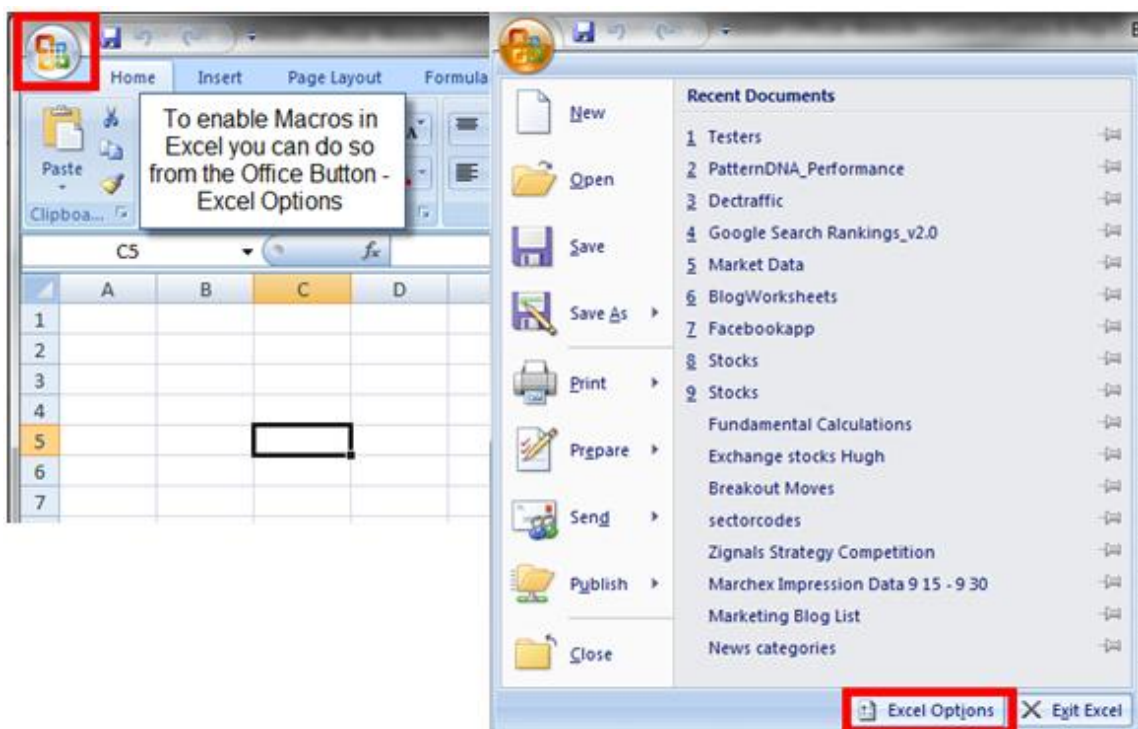 Home Insert Page Layout Formula
To enable Macros in
Excel you can do so
from the Office Button -
Excel Options
Paste
Clipboa...
C5 fx
A B C D
1
2
3
4
5
6
7
New
Open
Save
Save As
Print
Prepare
Send
Publish
Close
Recent Documents
1 Testers
2 PatternDNA_Performance
3 Dectraffic
4 Google Search Rankings_v2.0
5 Market Data
6 BlogWorksheets
7 Facebookapp
8 Stocks
9 Stocks
Fundamental Calculations
Exchange stocks Hugh
Breakout Moves
sectorcodes
Zignals Strategy Competition
Marchex Impression Data 9 15 - 9 30
Marketing Blog List
News categories
Excel Options Exit Excel